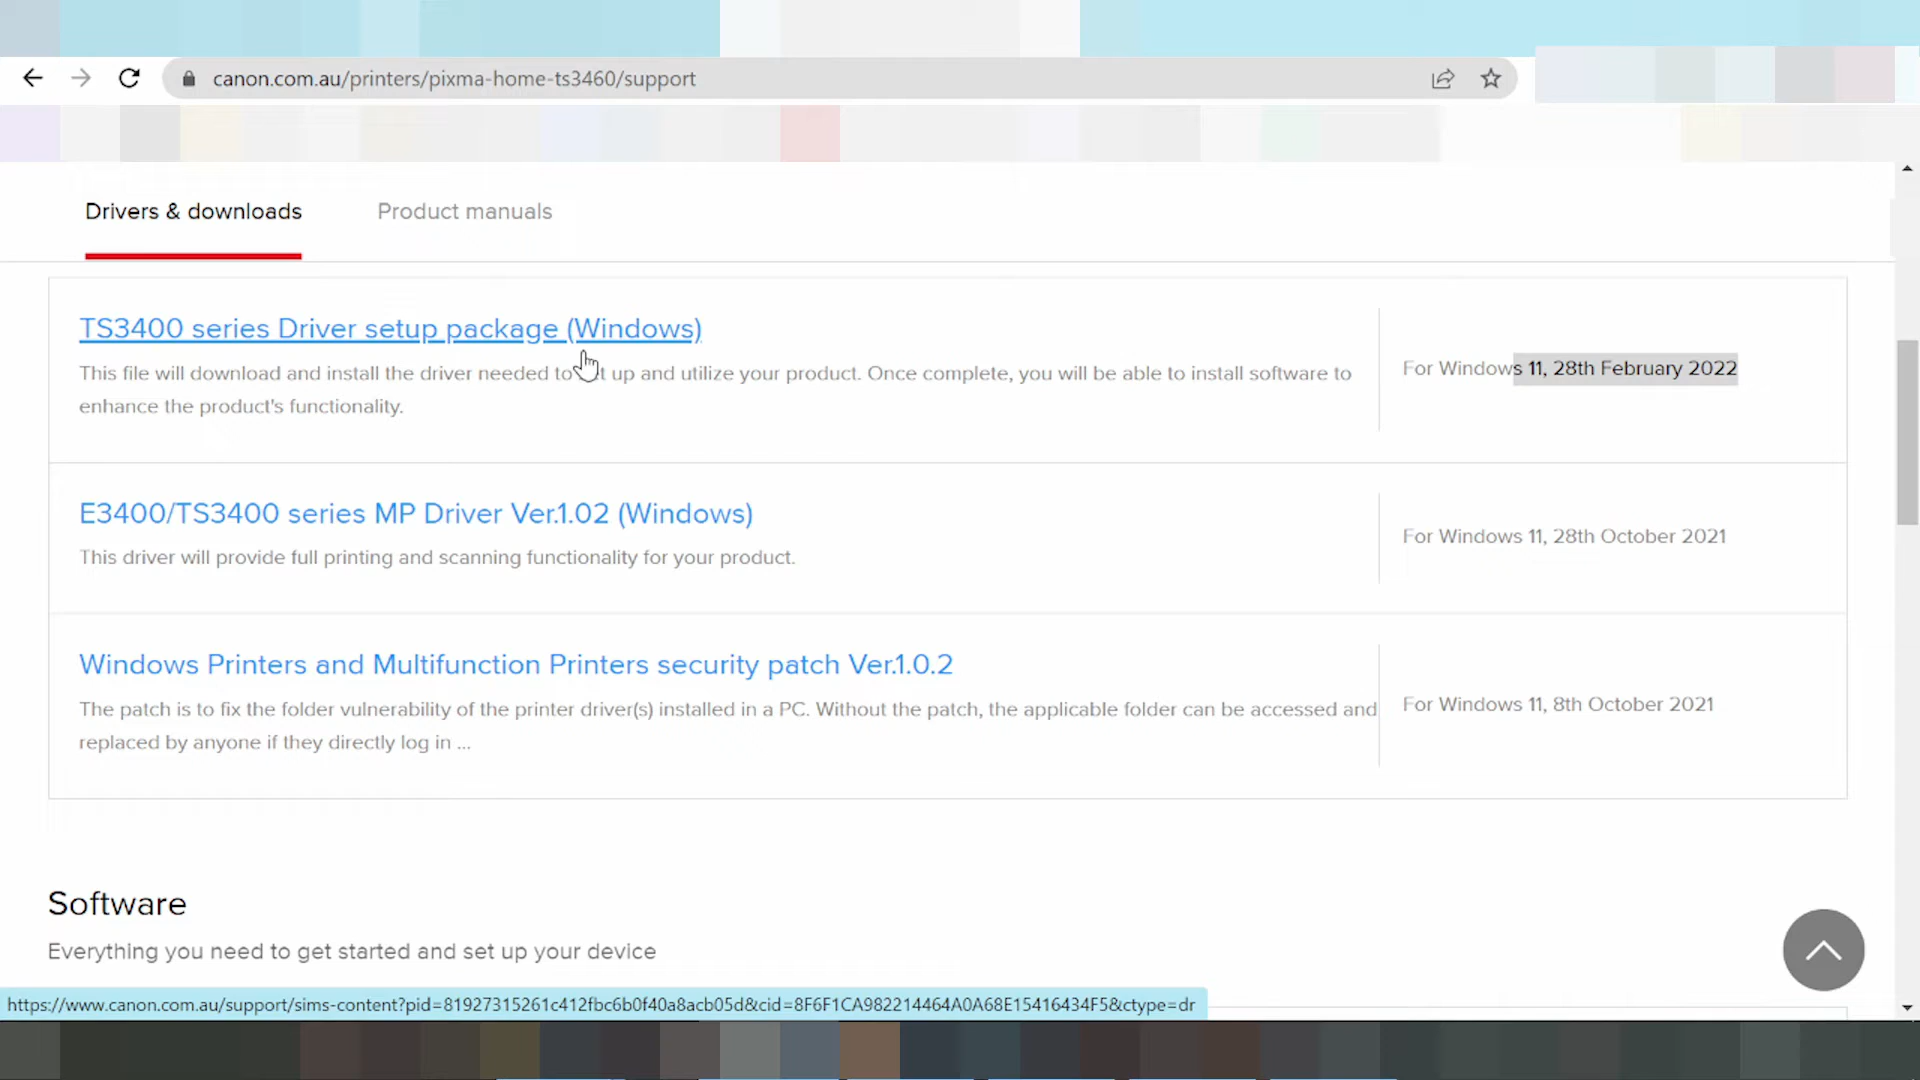 canon.com.au/printers/pixma-home-ts3460/support
Drivers & downloads
Product manuals
TS3400 series Driver setup package (Windows)
This file will download and install the driver needed to up and utilize your product. Once complete, you will be able to install software to
enhance the product's functionality.
For Windows 11, 28th February 2022
E3400/TS3400 series MP Driver Ver.1.02 (Windows)
This driver will provide full printing and scanning functionality for your product.
For Windows 11, 28th October 2021
Windows Printers and Multifunction Printers security patch Ver.1.0.2
The patch is to fix the folder vulnerability of the printer driver(s) installed in a PC. Without the patch, the applicable folder can be accessed and
replaced by anyone if they directly log in ...
For Windows 11, 8th October 2021
Software
Everything you need to get started and set up your device
https://www.canon.com.au/support/sims-content?pid=81927315261c412fbc6b0f40a8acb05d&cid=8F6F1CA982214464A0A68E15416434F5&ctype=dr